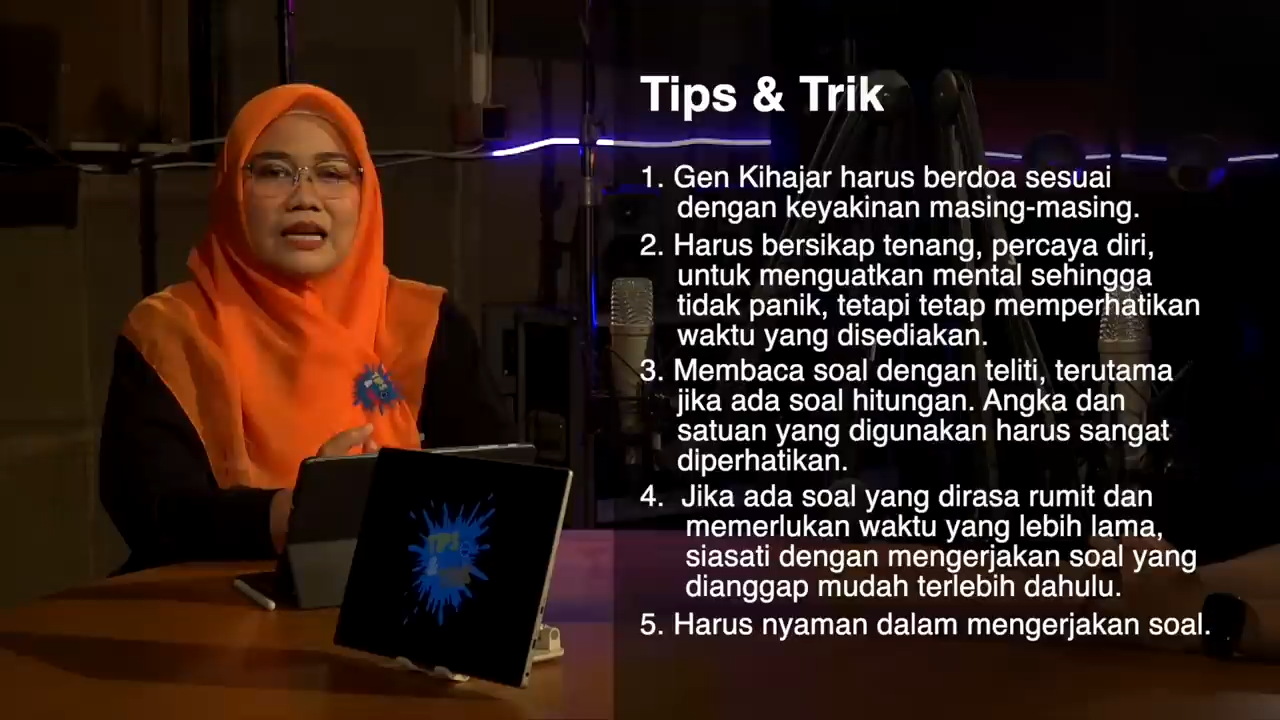 Tips & Trik
1. Gen Kihajar harus berdoa sesuai
dengan keyakinan masing-masing.
2. Harus bersikap tenang, percaya diri,
untuk menguatkan mental sehingga
tidak panik, tetapi tetap memperhatikan
waktu yang disediakan.
3. Membaca soal dengan teliti, terutama
jika ada soal hitungan. Angka dan
satuan yang digunakan harus sangat
diperhatikan.
4. Jika ada soal yang dirasa rumit dan
memerlukan waktu yang lebih lama,
siasati dengan mengerjakan soal yang
dianggap mudah terlebih dahulu.
5. Harus nyaman dalam mengerjakan soal.
TIPS